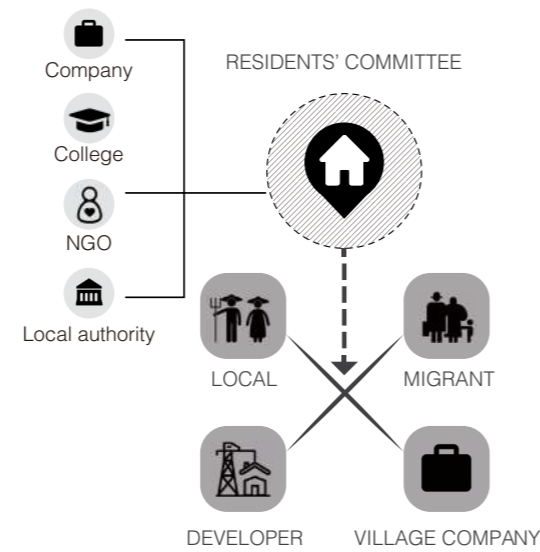 Company
RESIDENTS’ COMMITTEE
College
NGO
Local authority
LOCAL
MIGRANT
DEVELOPER
VILLAGE COMPANY